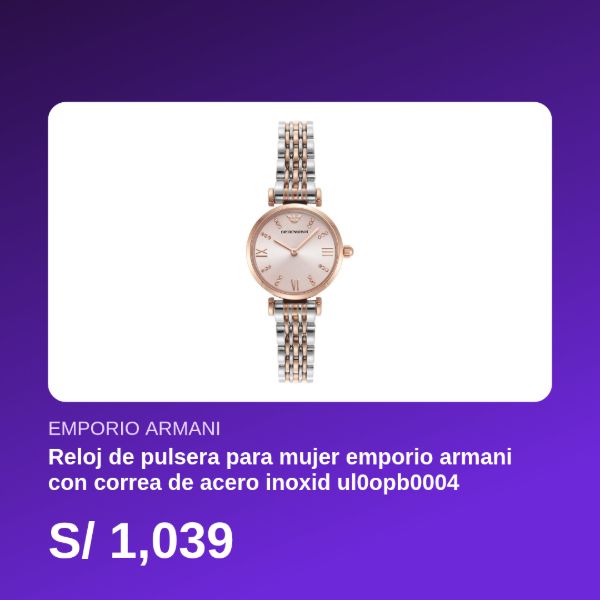 EMPORIO ARMANI
Reloj de pulsera para mujer emporio armani
con correa de acero inoxid ul0opb0004
S/ 1,039